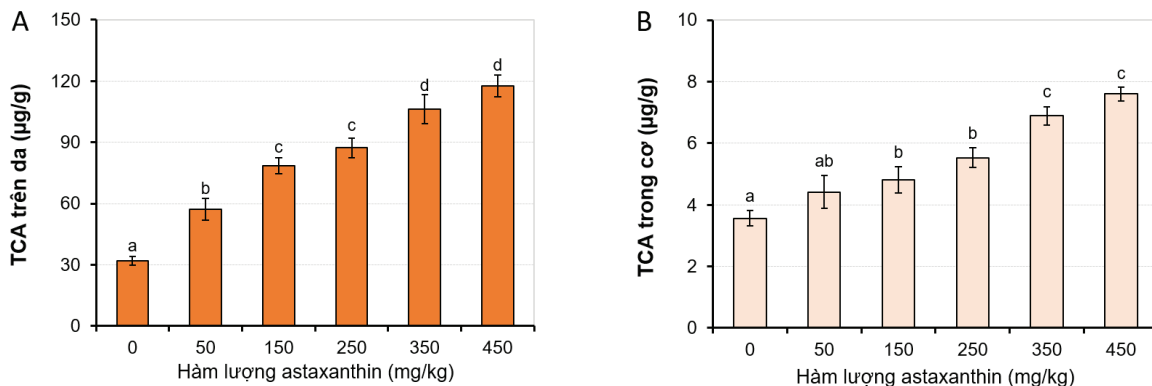 A
150
120
90
60
30
0
TCA trên da (µg/g)
a
b
c
c
d
d
0 50 150 250 350 450
Hàm lượng astaxanthin (mg/kg)
B
10
8
6
4
2
0
TCA trong cơ (µg/g)
a
ab
b
b
c
c
0 50 150 250 350 450
Hàm lượng astaxanthin (mg/kg)